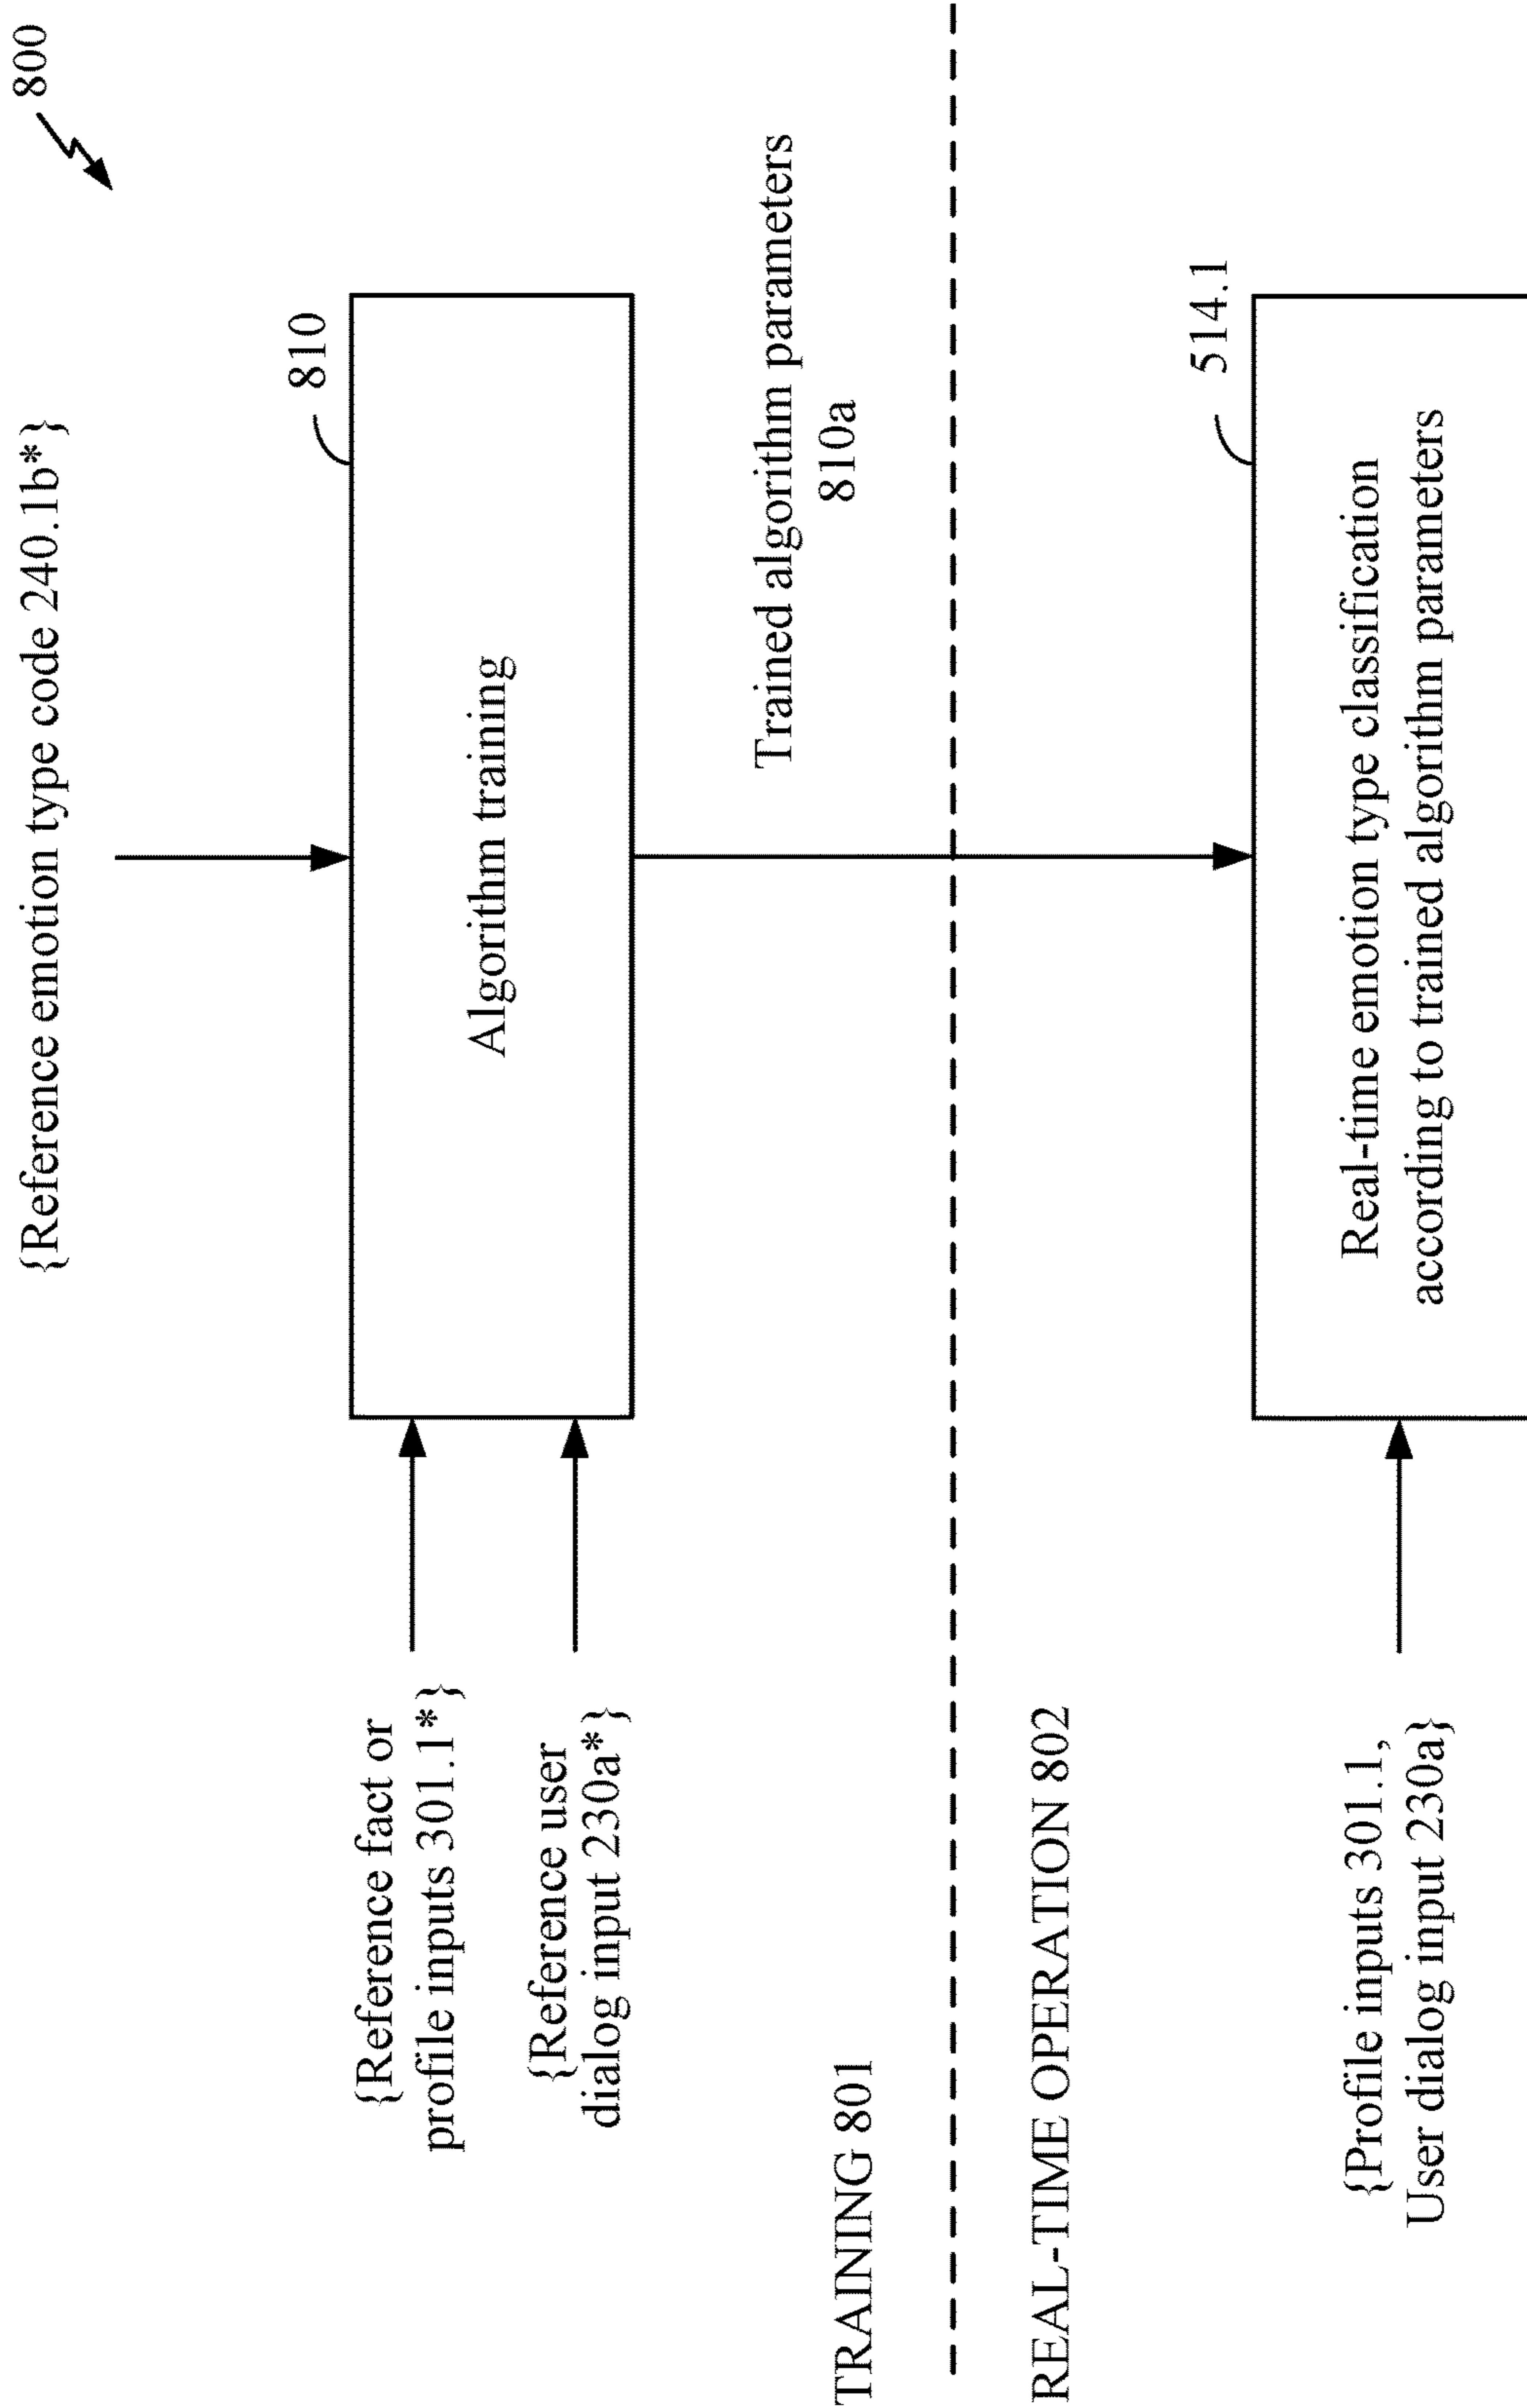 800
{Reference emotion type code 240.1b*}
810
{Reference fact or
profile inputs 301.1*}
Algorithm training
{Reference user
dialog input 230a*}
Trained algorithm parameters
810a
TRAINING 801
REAL-TIME OPERATION 802
514.1
{Profile inputs 301.1,
User dialog input 230a}
Real-time emotion type classification
according to trained algorithm parameters